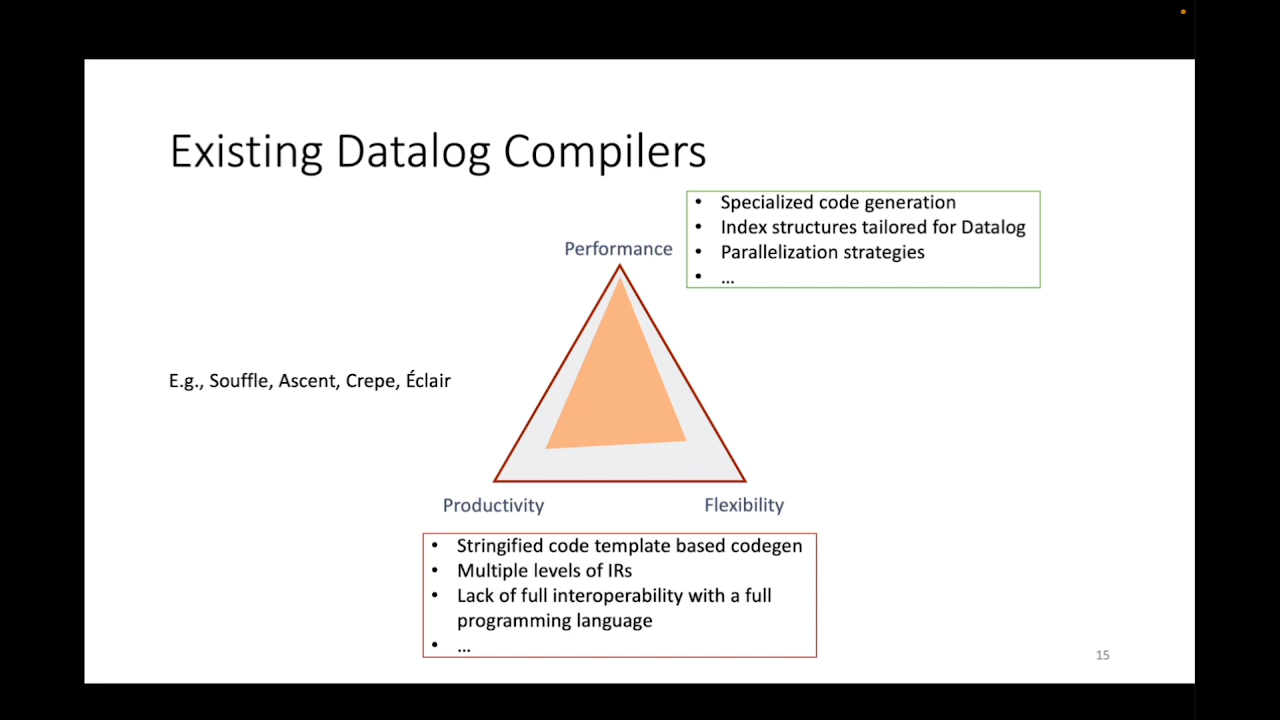 Existing Datalog Compilers
• Specialized code generation
• Index structures tailored for Datalog
• Parallelization strategies
• ...
Performance
E.g., Souffle, Ascent, Crepe, Éclair
Productivity
Flexibility
• Stringified code template based codegen
• Multiple levels of IRs
• Lack of full interoperability with a full
programming language
• ...
15